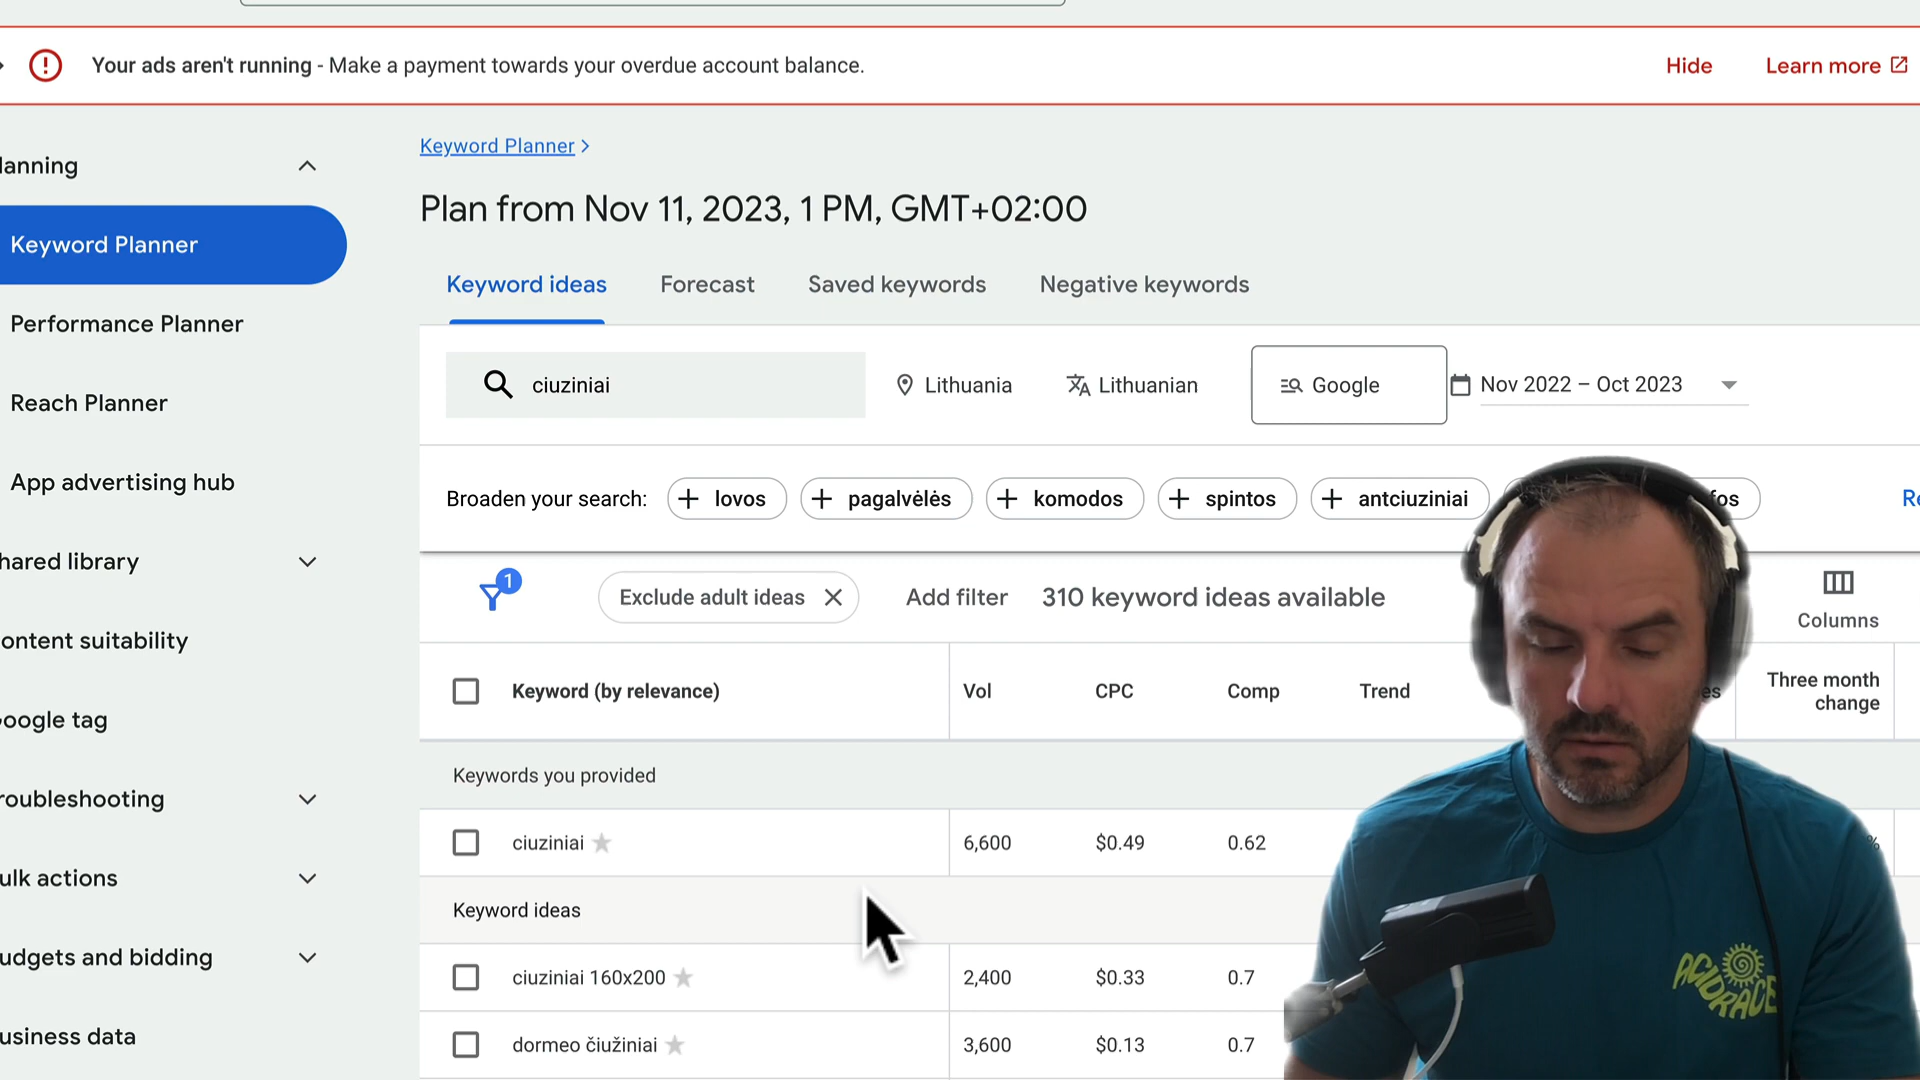 Your ads aren't running - Make a payment towards your overdue account balance.
Hide
Learn more
lanning
Keyword Planner
Performance Planner
Reach Planner
App advertising hub
hared library
ontent suitability
oogle tag
roubleshooting
ulk actions
udgets and bidding
usiness data
Keyword Planner
Plan from Nov 11, 2023, 1 PM, GMT+02:00
Keyword ideas
Forecast
Saved keywords
Negative keywords
ciuziniai
Lithuania
Lithuanian
Google
Nov 2022 – Oct 2023
Broaden your search:
lovos
pagalvėlės
komodos
spintos
antciuziniai
fos
Re
1
Exclude adult ideas
Add filter
310 keyword ideas available
Columns
Keyword (by relevance)
Vol
CPC
Comp
Trend
es
Three month
change
Keywords you provided
ciuziniai
6,600
$0.49
0.62
%
Keyword ideas
ciuziniai 160x200
2,400
$0.33
0.7
dormeo čiužiniai
3,600
$0.13
0.7
ACIDRACE